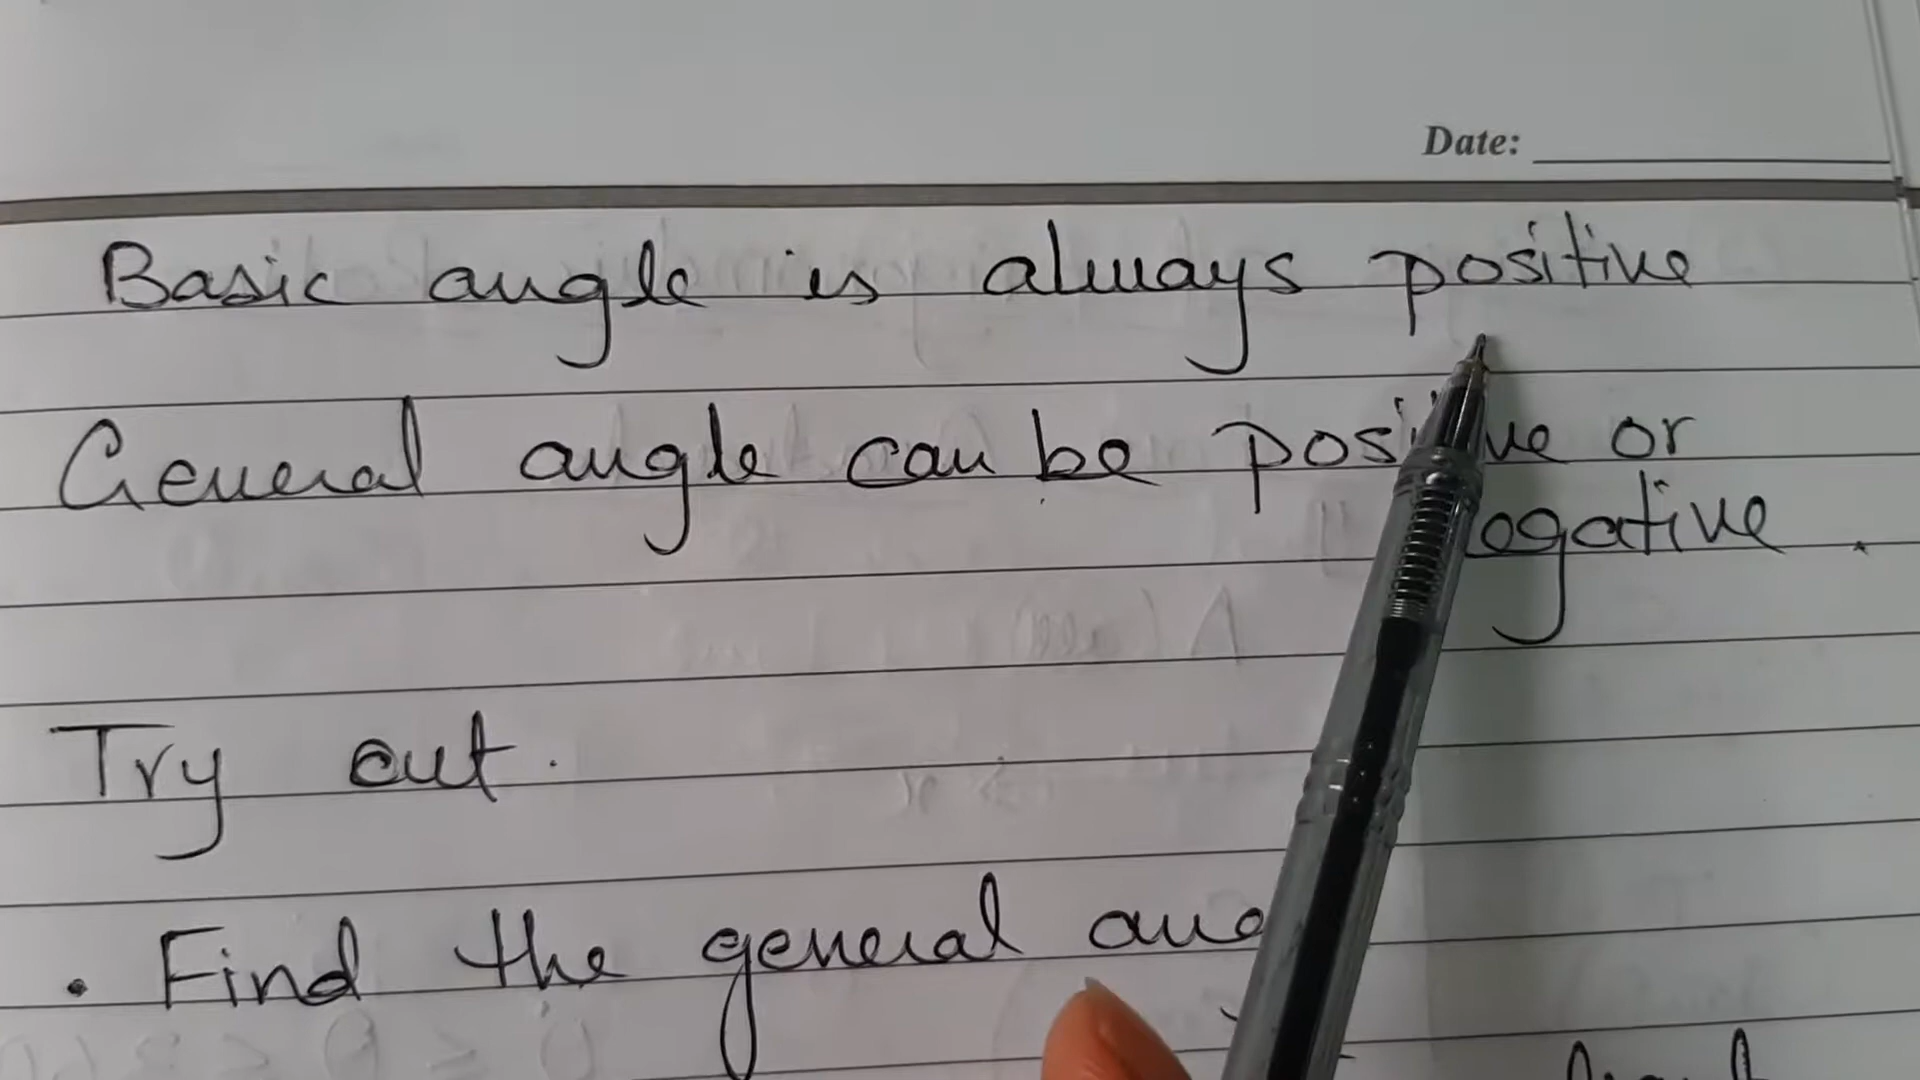 Date:
Basic angle is always positive
General angle can be positive or
negative.
Try out.
• Find the general